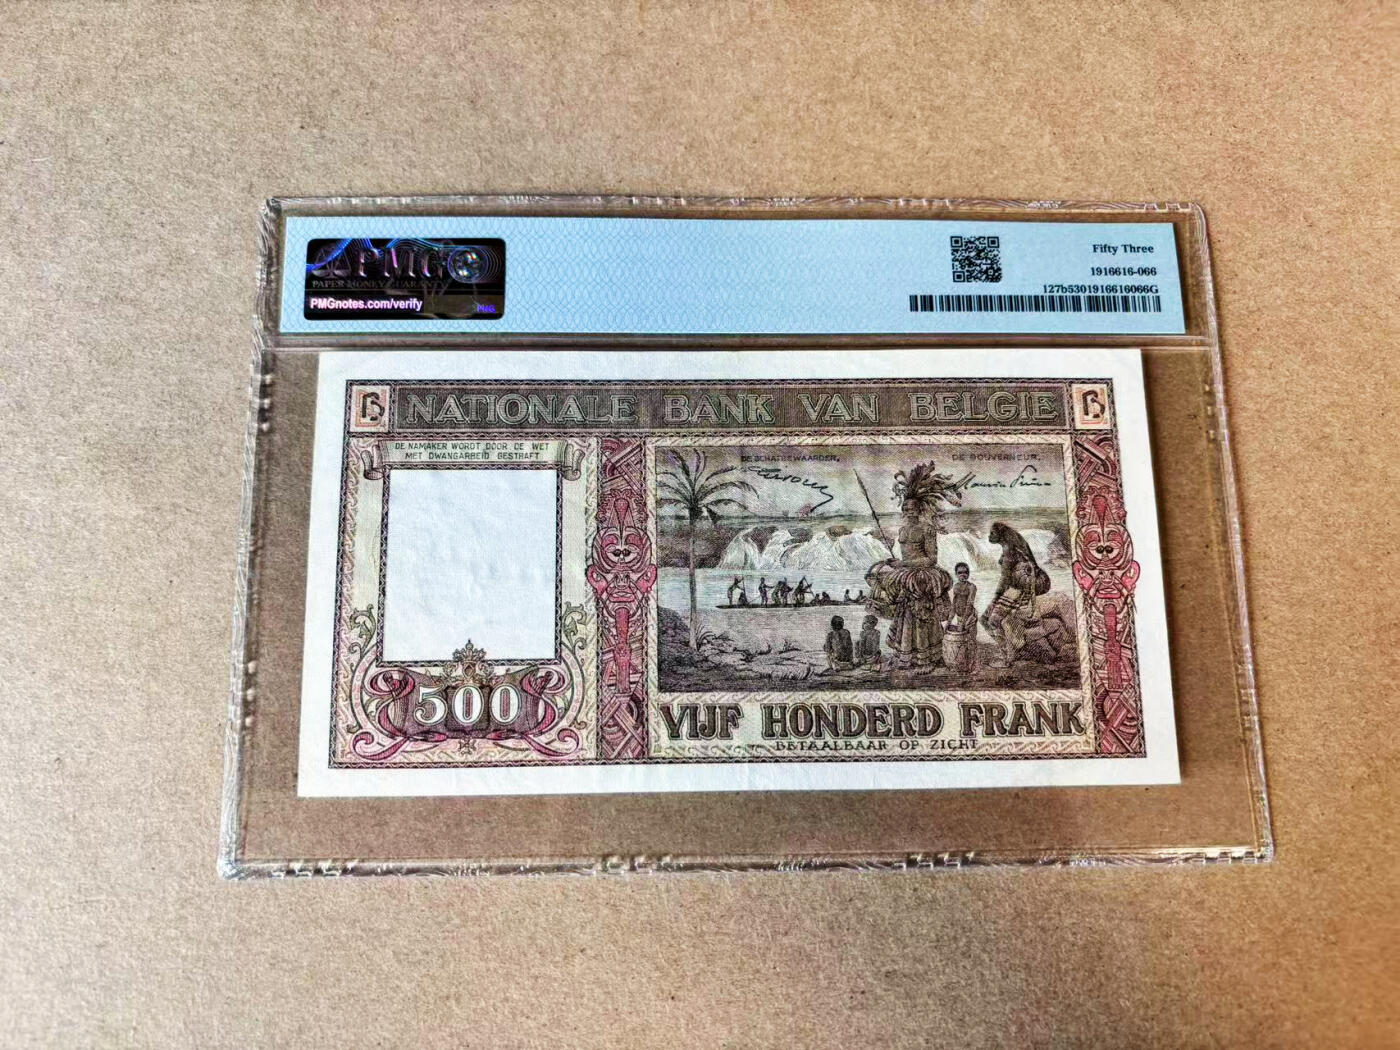 PMG
PAPER MONEY GUARANTY
PMGnotes.com/verify
PMG
Fifty Three
1916616-066
127b5301916616066G
B NATIONALE BANK VAN BELGIE B
DE NAMAKER WORDT DOOR DE WET
MET DWANGARBEID GESTRAFT
DE SCHATBEWAARDER,
DE GOUVERNEUR,
500
VIJF HONDERD FRANK
BETAALBAAR OP ZICHT